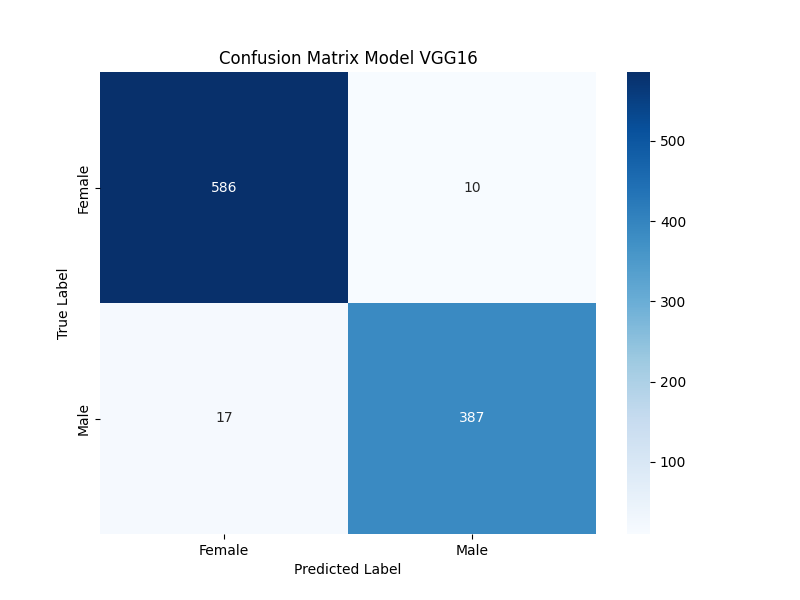 Confusion Matrix Model VGG16
Female
586
10
500
400
True Label
300
Male
17
387
200
100
Female
Male
Predicted Label